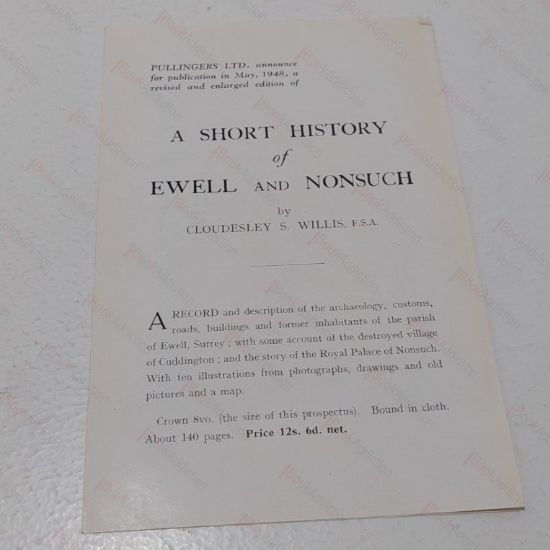 PULLINGERS LTD. announce
for publication in May, 1948, a
revised and enlarged edition of
A SHORT HISTORY
of
EWELL AND NONSUCH
by
CLOUDESLEY S. WILLIS, F.S.A.
A RECORD and description of the archaeology, customs,
roads, buildings and former inhabitants of the parish
of Ewell, Surrey ; with some account of the destroyed village
of Cuddington ; and the story of the Royal Palace of Nonsuch.
With ten illustrations from photographs, drawings and old
pictures and a map.
Crown 8vo. (the size of this prospectus). Bound in cloth.
About 140 pages. Price 12s. 6d. net.